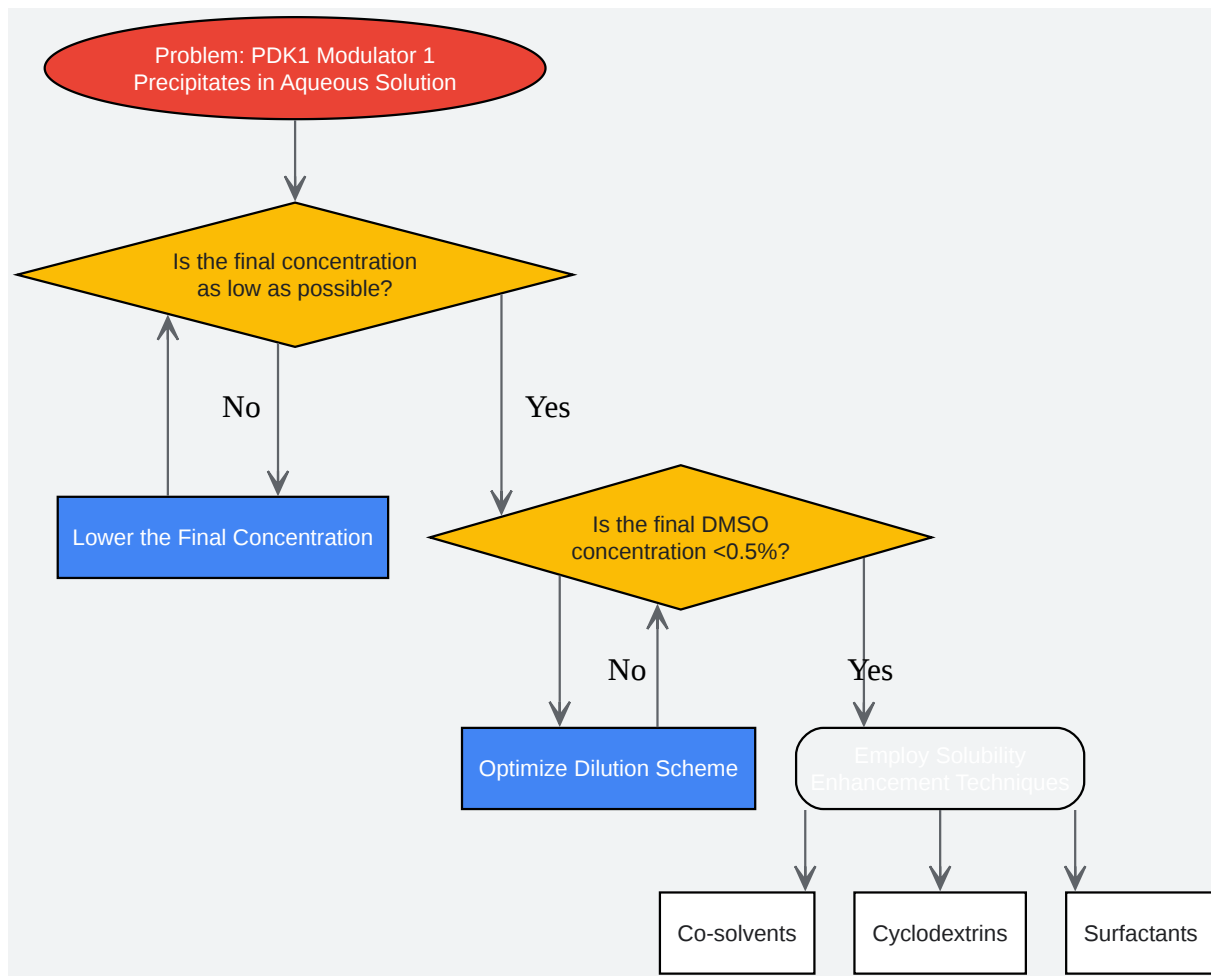 Problem: PDK1 Modulator 1
Precipitates in Aqueous Solution
Is the final concentration
as low as possible?
No
Yes
Lower the Final Concentration
Is the final DMSO
concentration <0.5%?
No
Yes
Optimize Dilution Scheme
Employ Solubility
Enhancement Techniques
Co-solvents
Cyclodextrins
Surfactants